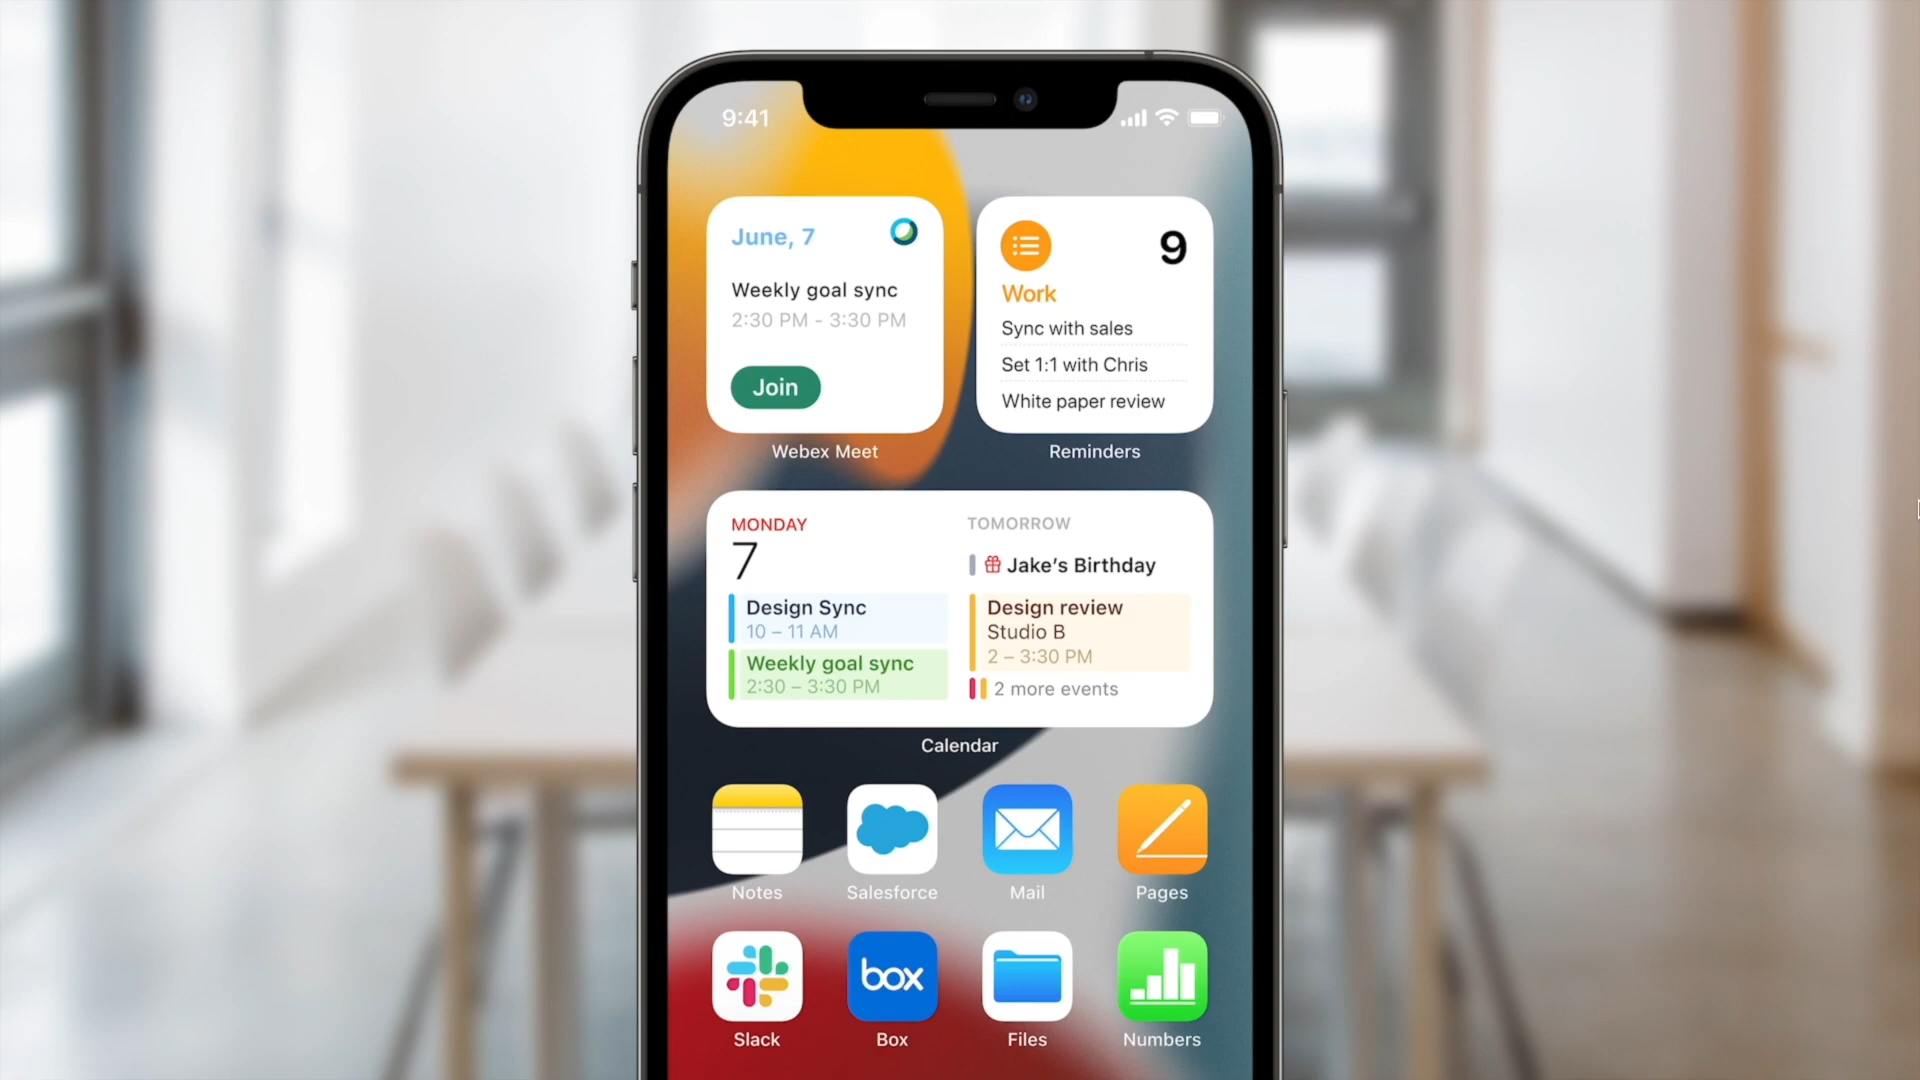 9:41
June, 7
Weekly goal sync
2:30 PM - 3:30 PM
Join
Webex Meet
9
Work
Sync with sales
Set 1:1 with Chris
White paper review
Reminders
MONDAY
7
Design Sync
10 – 11 AM
Weekly goal sync
2:30 – 3:30 PM
TOMORROW
Jake’s Birthday
Design review
Studio B
2 – 3:30 PM
2 more events
Calendar
Notes
Salesforce
Mail
Pages
box
Slack
Box
Files
Numbers